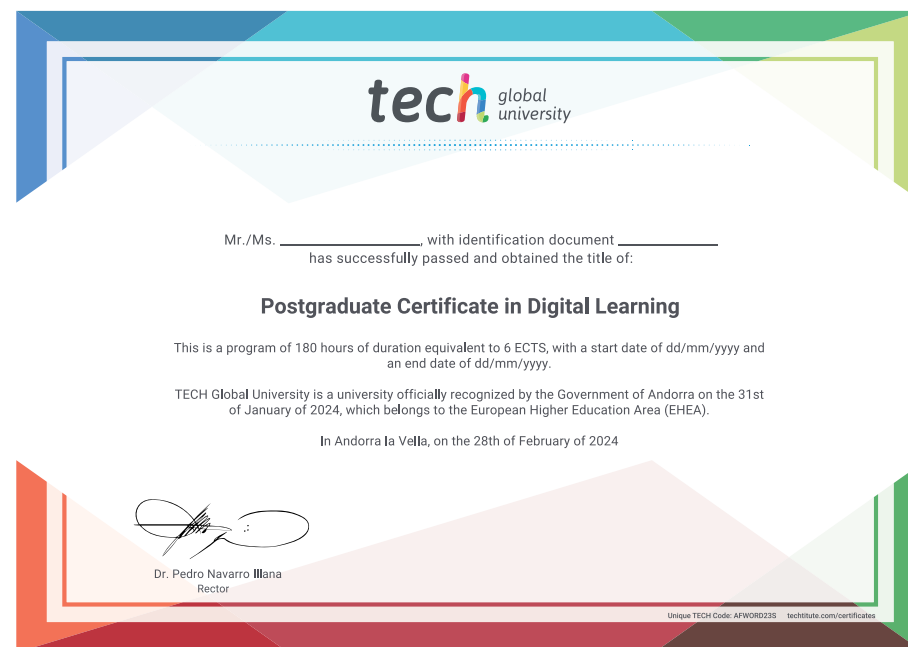 tech global
university
Mr./Ms. ____________, with identification document ____________
has successfully passed and obtained the title of:
Postgraduate Certificate in Digital Learning
This is a program of 180 hours of duration equivalent to 6 ECTS, with a start date of dd/mm/yyyy and
an end date of dd/mm/yyyy.
TECH Global University is a university officially recognized by the Government of Andorra on the 31st
of January of 2024, which belongs to the European Higher Education Area (EHEA).
In Andorra la Vella, on the 28th of February of 2024
Dr. Pedro Navarro Illana
Rector
Unique TECH Code: AFWORD23S techtitute.com/certificates